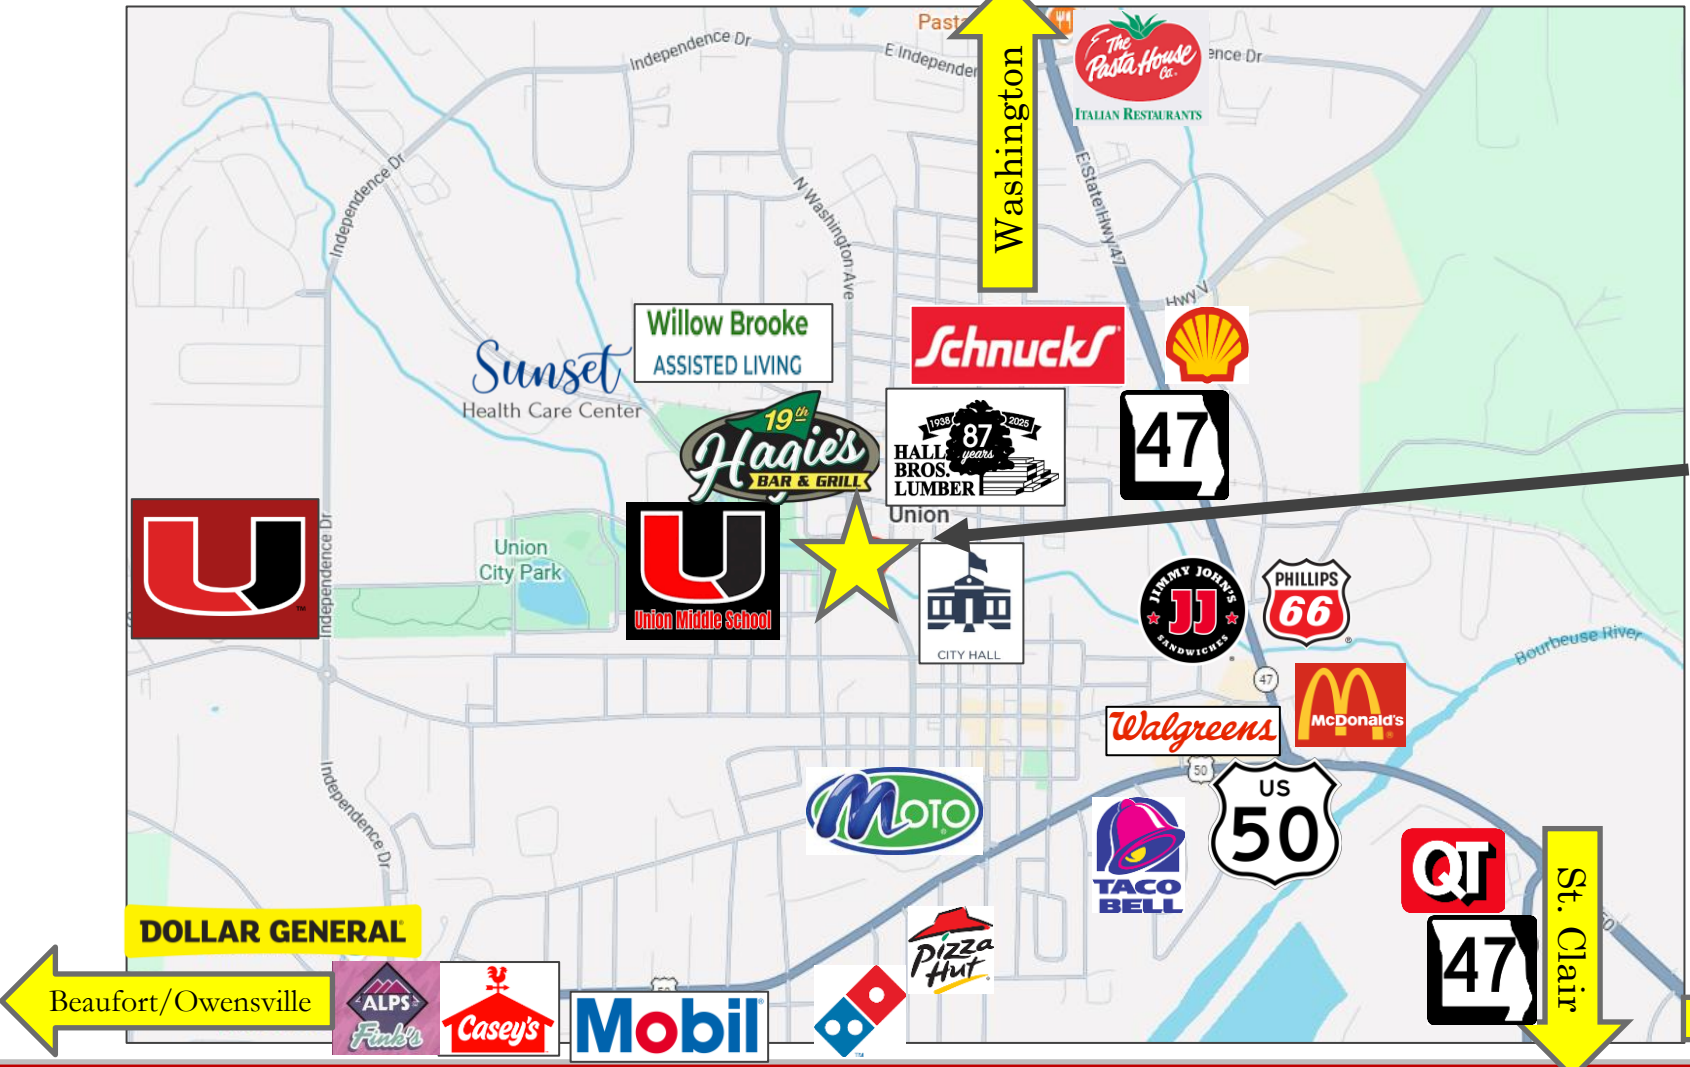 Pasta
Independence Dr
E Independen
ence Dr
The
Pasta House
Co.
ITALIAN RESTAURANTS
Washington
E State Hwy 47
Independence Dr
N Washington Ave
Hwy V
Willow Brooke
ASSISTED LIVING
Schnucks
Sunset
Health Care Center
19th
Hagie's
BAR & GRILL
1938
87
years
2025
HALL
BROS.
LUMBER
47
Union
U
TM
Independence Dr
Union
City Park
U
Union Middle School
CITY HALL
JIMMY JOHN'S
JJ
SANDWICHES
PHILLIPS
66
Bourbeuse River
47
McDonald's
Walgreens
50
US
50
Independence Dr
MOTO
TACO
BELL
QT
47
St. Clair
50
DOLLAR GENERAL
Beaufort/Owensville
ALPS
Fink's
Casey's
Mobil
Pizza
Hut
TM